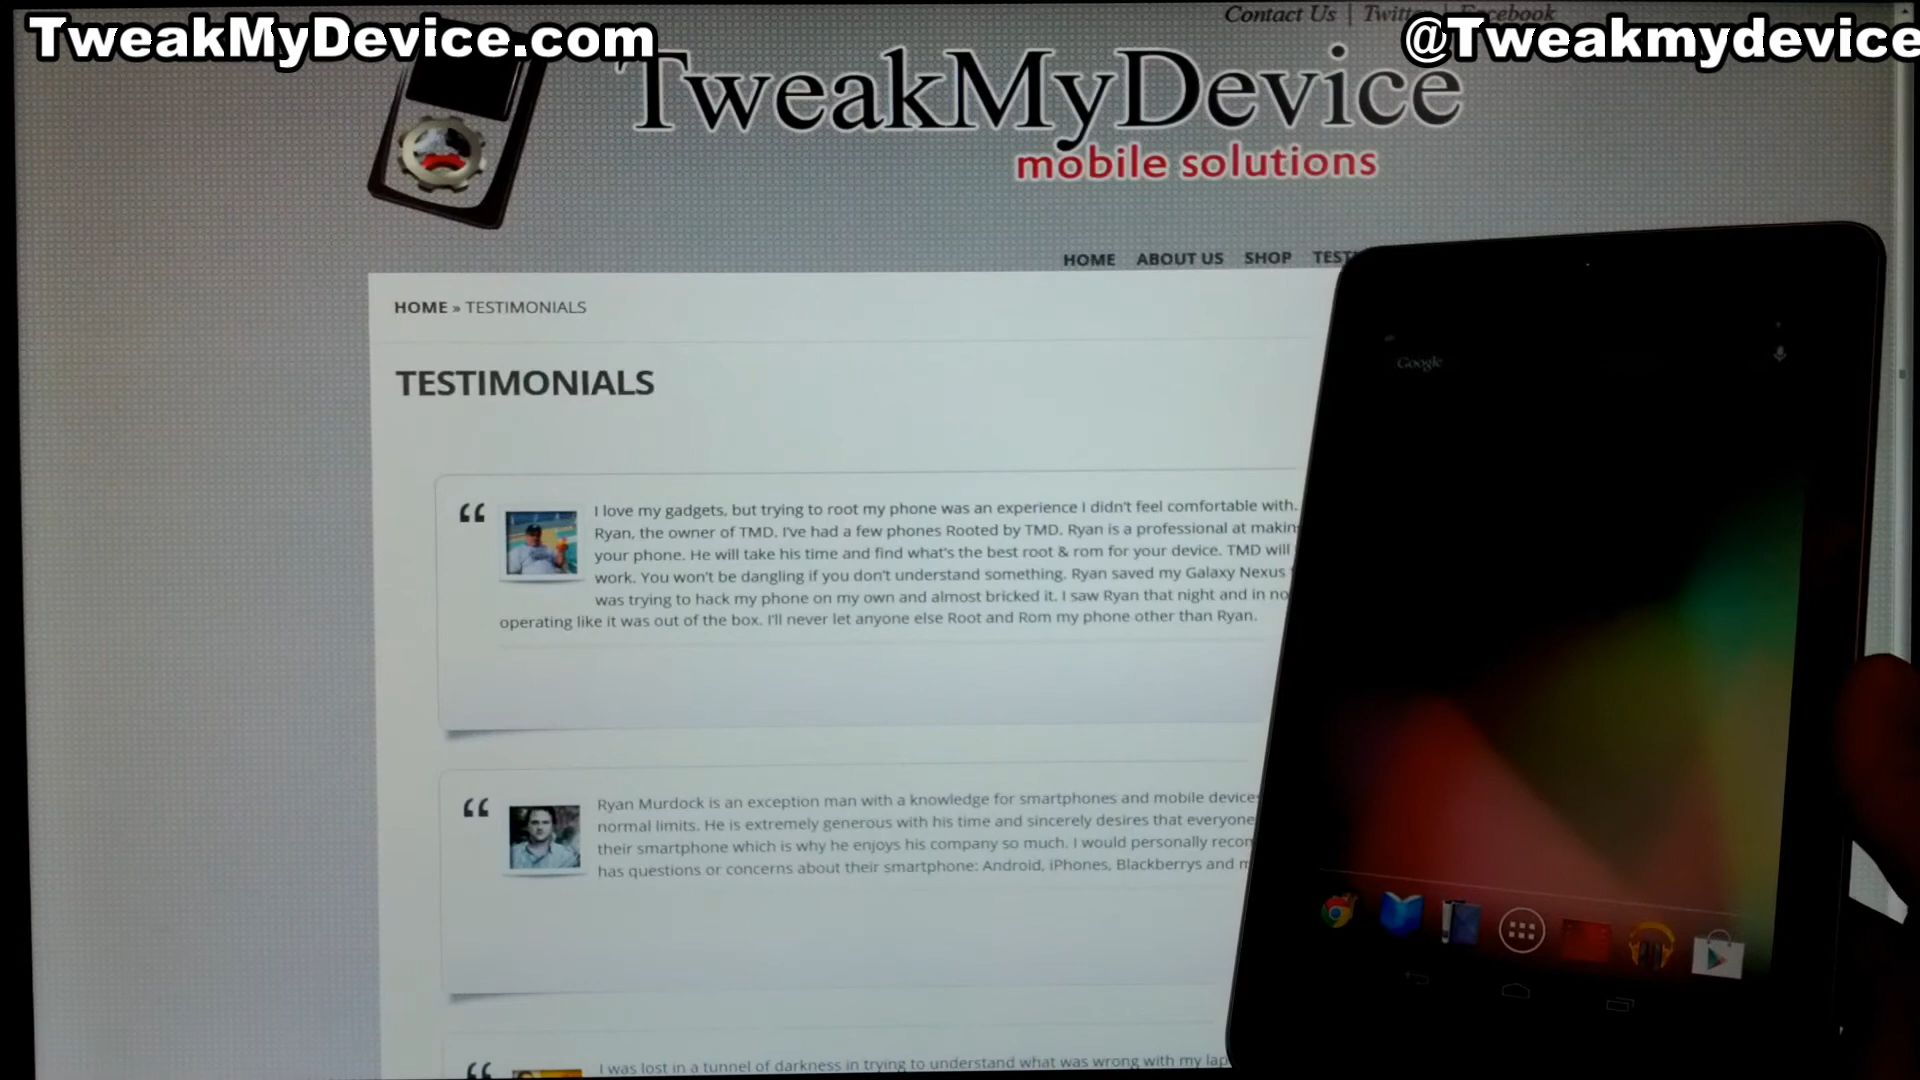 TweakMyDevice.com
@Tweakmydevice
Contact Us | Twitter | Facebook
TweakMyDevice
mobile solutions
HOME ABOUT US SHOP
HOME » TESTIMONIALS
TESTIMONIALS
“ I love my gadgets, but trying to root my phone was an experience I didn't feel comfortable with.
Ryan, the owner of TMD. I've had a few phones Rooted by TMD. Ryan is a professional at
your phone. He will take his time and find what's the best root & rom for your device. TMD will
work. You won't be dangling if you don't understand something. Ryan saved my Galaxy Nexus
was trying to hack my phone on my own and almost bricked it. I saw Ryan that night and in no
operating like it was out of the box. I'll never let anyone else Root and Rom my phone other than Ryan.
“ Ryan Murdock is an exception man with a knowledge for smartphones and mobile
normal limits. He is extremely generous with his time and sincerely desires that everyone
their smartphone which is why he enjoys his company so much. I would personally
has questions or concerns about their smartphone: Android, iPhones, Blackberrys and
“ I was lost in a tunnel of darkness in trying to understand what was wrong with my
Google